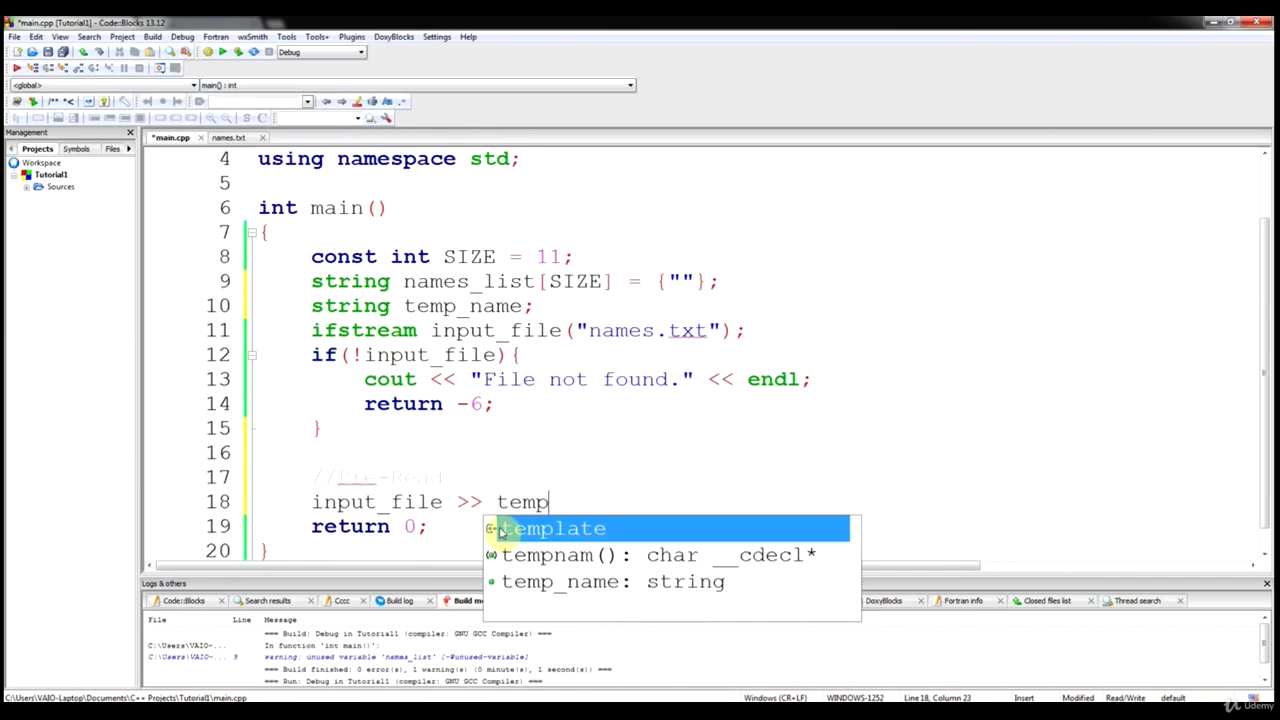 *main.cpp [Tutorial1] - Code::Blocks 13.12
File Edit View Search Project Build Debug Fortran wxSmith Tools Tools+ Plugins DoxyBlocks Settings Help
Debug
<global> main() : int
/** *<
Management
*main.cpp names.txt
Projects Symbols Files
Workspace
Tutorial1
Sources
4 using namespace std;
5
6 int main()
7 {
8 const int SIZE = 11;
9 string names_list[SIZE] = {""};
10 string temp_name;
11 ifstream input_file("names.txt");
12 if(!input_file){
13 cout << "File not found." << endl;
14 return -6;
15 }
16
17 //Pre-Read
18 input_file >> temp
19 return 0;
20 }
template
tempnam(): char __cdecl*
temp_name: string
Logs & others
Code::Blocks Search results Cccc Build log Build me DoxyBlocks Fortran info Closed files list Thread search
File Line Message
=== Build: Debug in Tutorial1 (compiler: GNU GCC Compiler) ===
C:\Users\VAIO-... In function 'int main()':
C:\Users\VAIO-... 9 warning: unused variable 'names_list' [-Wunused-variable]
=== Build finished: 0 error(s), 1 warning(s) (0 minute(s), 1 second(s)) ===
=== Run: Debug in Tutorial1 (compiler: GNU GCC Compiler) ===
C:\Users\VAIO-Laptop\Documents\C++ Projects\Tutorial1\main.cpp Windows (CR+LF) WINDOWS-1252 Line 18, Column 23 Insert Modified Read/Write default
Udemy